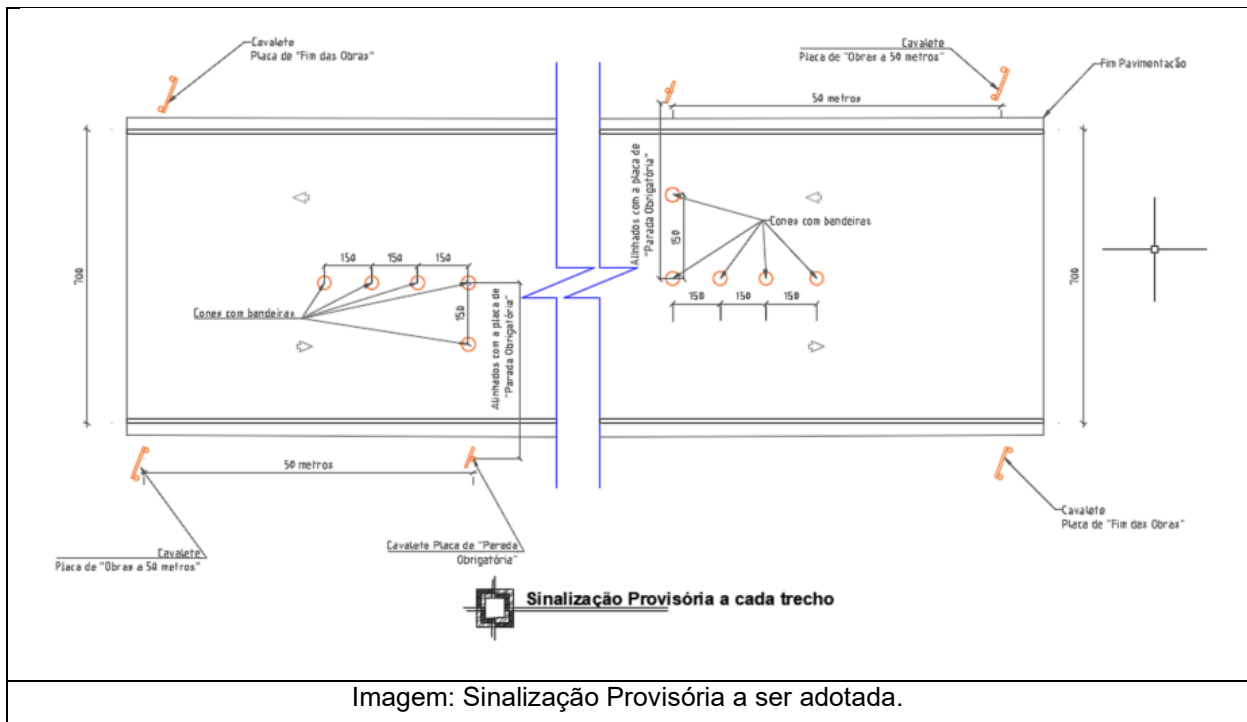 Cavalete
Placa de "Fim das Obras"
Cavalete
Placa de "Obras a 50 metros"
Fim Pavimentação
50 metros
Alinhados com a placa de
"Parada Obrigatória"
150
Cones com bandeiras
150
150
150
700
700
150
150
150
Cones com bandeiras
150
Alinhados com a placa de
"Parada Obrigatória"
50 metros
Cavalete
Placa de "Obras a 50 metros"
Cavalete Placa de "Parada
Obrigatória"
Cavalete
Placa de "Fim das Obras"
Sinalização Provisória a cada trecho
Imagem: Sinalização Provisória a ser adotada.